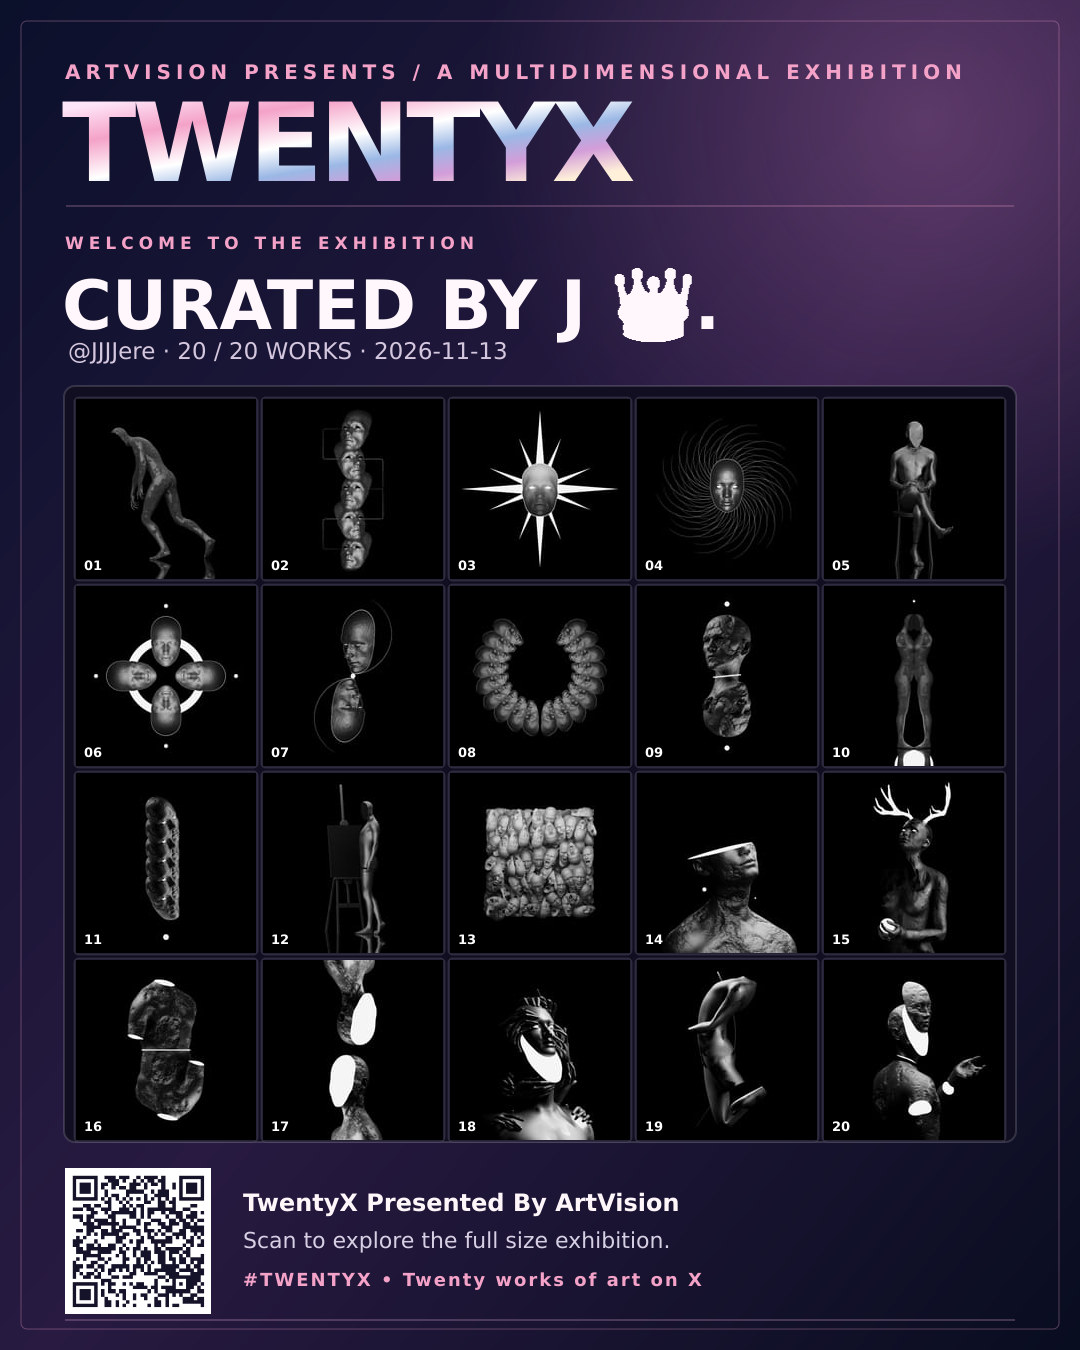 ARTVISION PRESENTS / A MULTIDIMENSIONAL EXHIBITION
TWENTYX
WELCOME TO THE EXHIBITION
CURATED BY J 👑.
@JJJJere · 20 / 20 WORKS · 2026-11-13
01
02
03
04
05
06
07
08
09
10
11
12
13
14
15
16
17
18
19
20
TwentyX Presented By ArtVision
Scan to explore the full size exhibition.
#TWENTYX • Twenty works of art on X